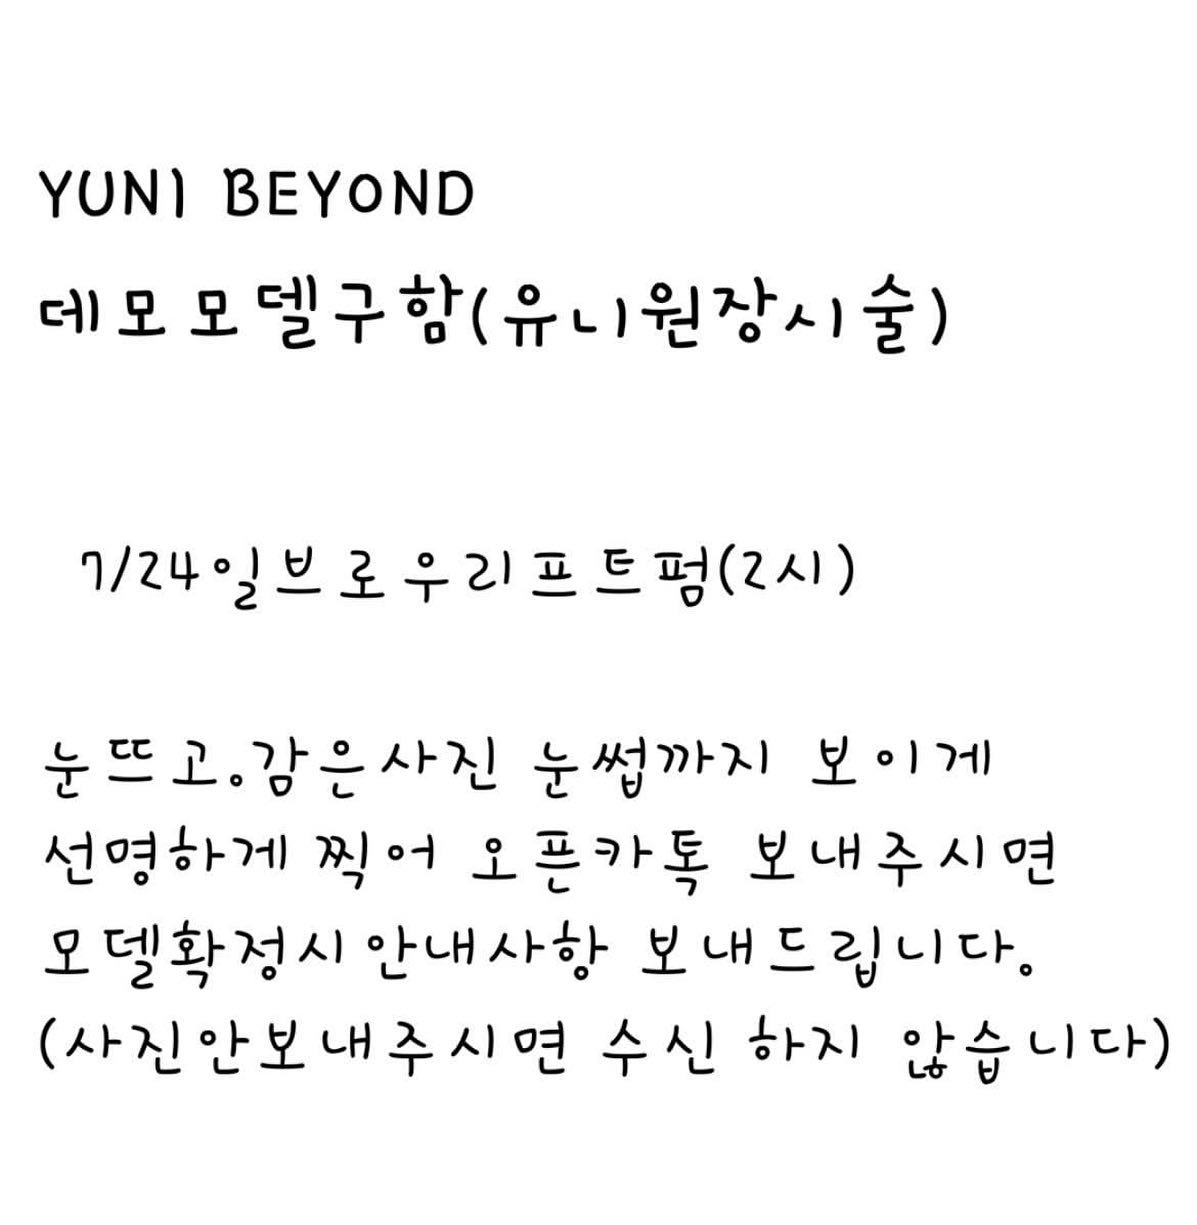 YUNI BEYOND
데모모델구함(유니원장시술)
7/24일브로우리프트펌(2시)
눈뜨고.감은사진 눈썹까지 보이게
선명하게 찍어 오픈카톡 보내주시면
모델확정시안내사항 보내드립니다.
(사진안보내주시면 수신 하지 않습니다)